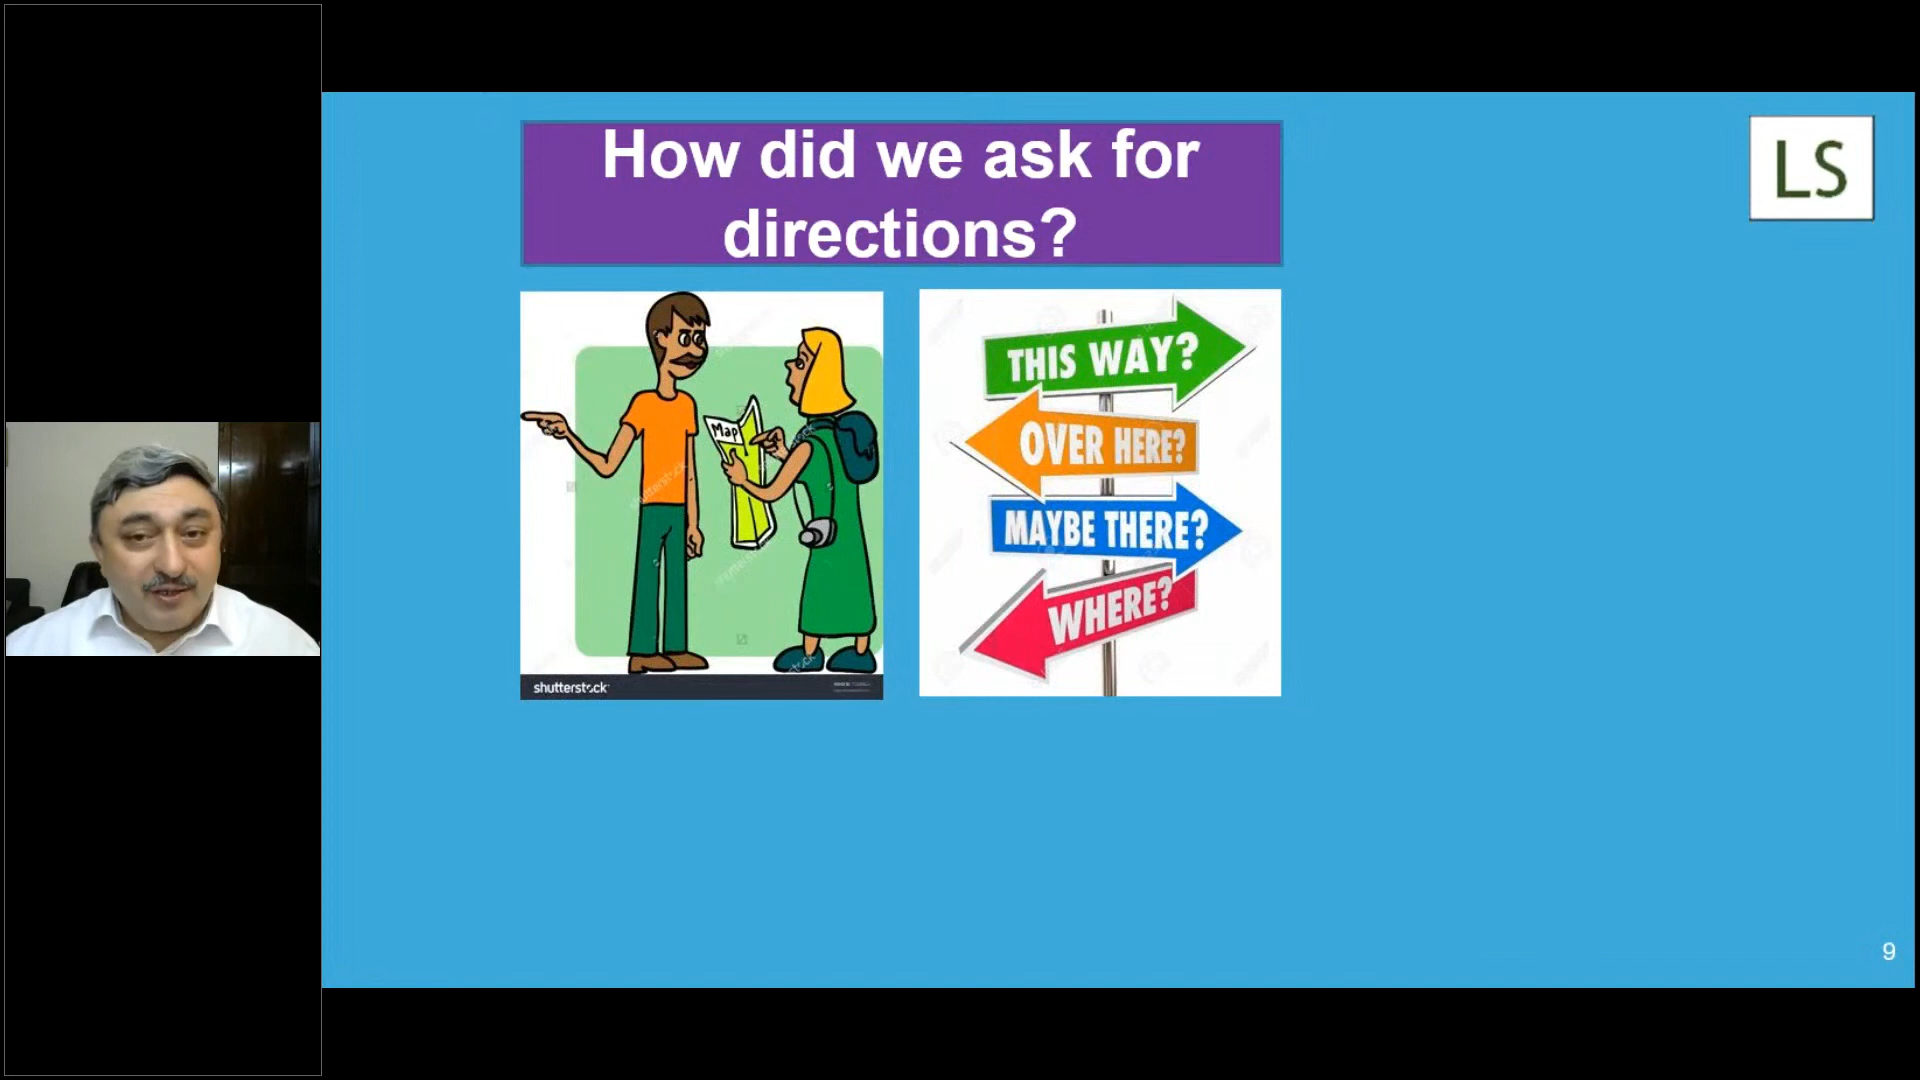 How did we ask for
directions?
LS
Map
THIS WAY?
OVER HERE?
MAYBE THERE?
WHERE?
shutterstock
9